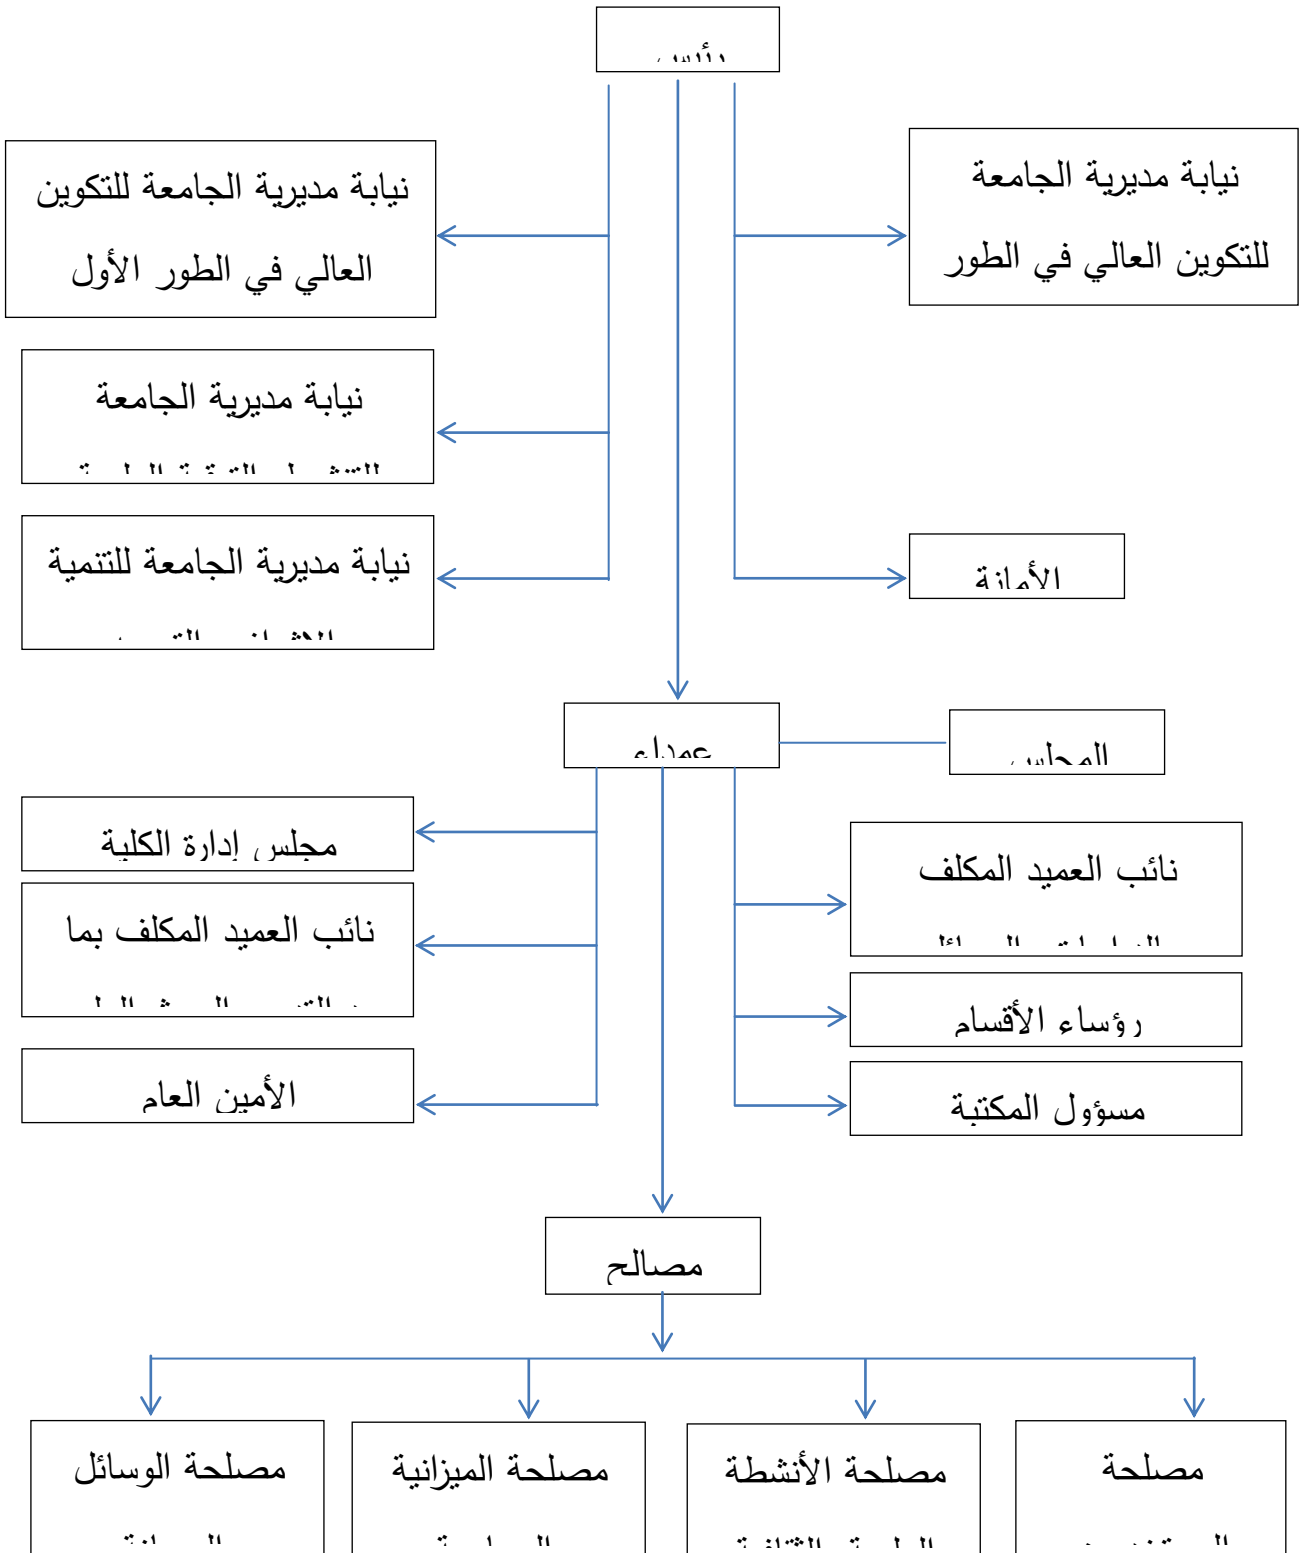 رئيس
نيابة مديرية الجامعة
للتكوين العالي في الطور
نيابة مديرية الجامعة للتكوين
العالي في الطور الأول
نيابة مديرية الجامعة
نيابة مديرية الجامعة للتنمية
الأمانة
عمداء
المجلس
مجلس إدارة الكلية
نائب العميد المكلف
نائب العميد المكلف بما
رؤساء الأقسام
الأمين العام
مسؤول المكتبة
مصالح
مصلحة
مصلحة الأنشطة
مصلحة الميزانية
مصلحة الوسائل